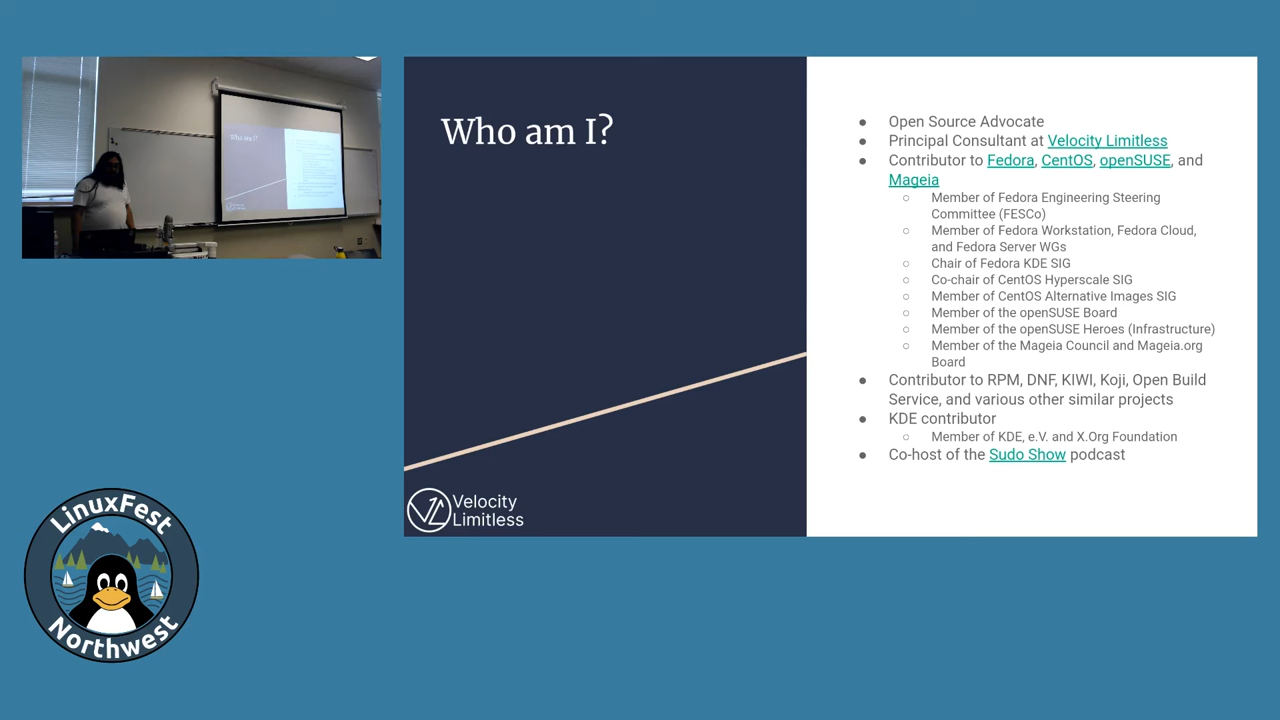 Who am I?
● Open Source Advocate
● Principal Consultant at Velocity Limitless
● Contributor to Fedora, CentOS, openSUSE, and
Mageia
○ Member of Fedora Engineering Steering
Committee (FESCo)
○ Member of Fedora Workstation, Fedora Cloud,
and Fedora Server WGs
○ Chair of Fedora KDE SIG
○ Co-chair of CentOS Hyperscale SIG
○ Member of CentOS Alternative Images SIG
○ Member of the openSUSE Board
○ Member of the openSUSE Heroes (Infrastructure)
○ Member of the Mageia Council and Mageia.org
Board
● Contributor to RPM, DNF, KIWI, Koji, Open Build
Service, and various other similar projects
● KDE contributor
○ Member of KDE, e.V. and X.Org Foundation
● Co-host of the Sudo Show podcast
Velocity
Limitless
Who am I?
LinuxFest
Northwest